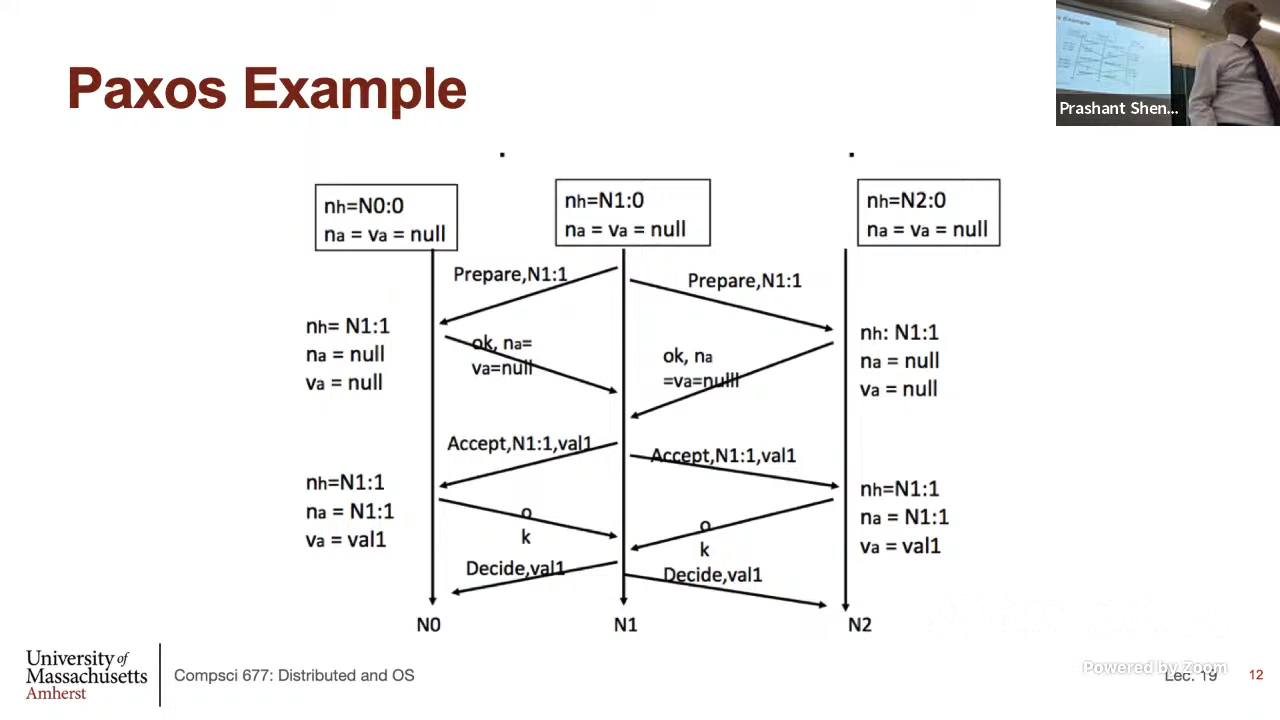 Paxos Example
Prashant Shen...
nh=N0:0
na = va = null
nh=N1:0
na = va = null
nh=N2:0
na = va = null
Prepare,N1:1
Prepare,N1:1
nh= N1:1
na = null
va = null
ok, na=
va=null
ok, na
=va=nulll
nh: N1:1
na = null
va = null
Accept,N1:1,val1
Accept,N1:1,val1
nh=N1:1
na = N1:1
va = val1
o
k
o
k
nh=N1:1
na = N1:1
va = val1
Decide,val1
Decide,val1
N0
N1
N2
University of
Massachusetts
Amherst
Compsci 677: Distributed and OS
Powered by Zoom
Lec. 19
12